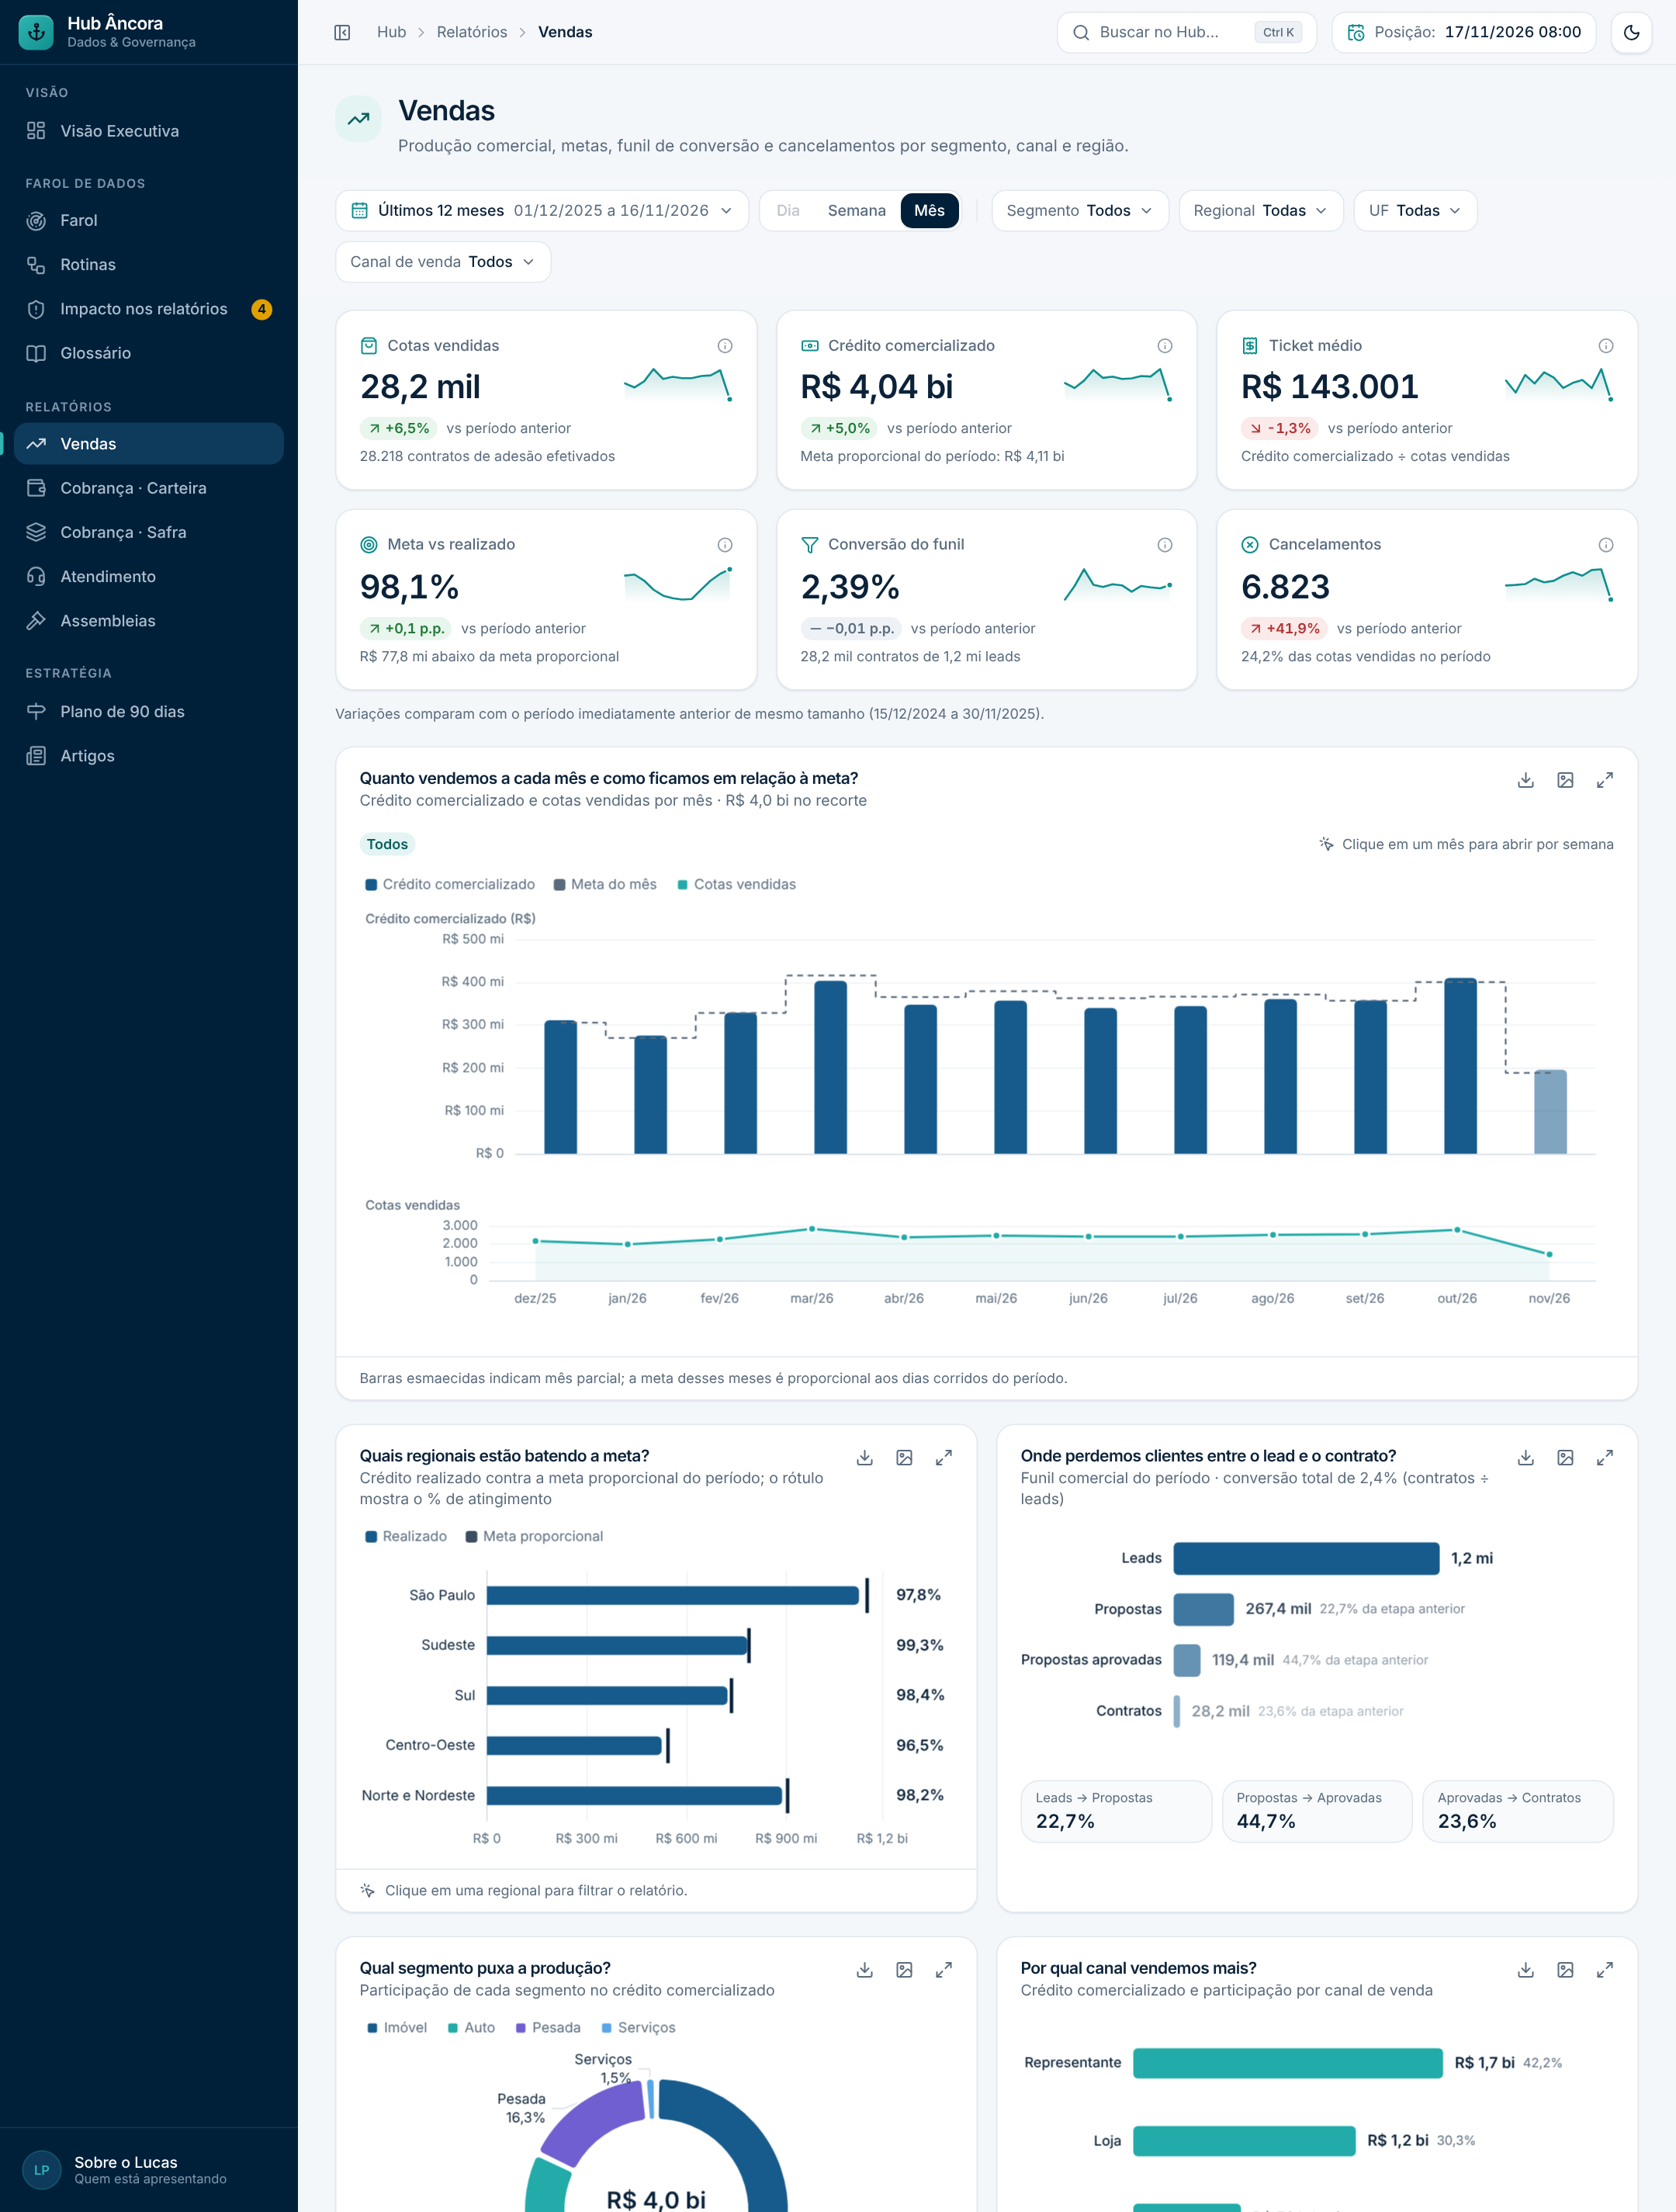 Hub Âncora
Dados & Governança
VISÃO
Visão Executiva
FAROL DE DADOS
Farol
Rotinas
Impacto nos relatórios 4
Glossário
RELATÓRIOS
Vendas
Cobrança · Carteira
Cobrança · Safra
Atendimento
Assembleias
ESTRATÉGIA
Plano de 90 dias
Artigos
LP
Sobre o Lucas
Quem está apresentando
Hub > Relatórios > Vendas
Buscar no Hub... Ctrl K
Posição: 17/11/2026 08:00
Vendas
Produção comercial, metas, funil de conversão e cancelamentos por segmento, canal e região.
Últimos 12 meses 01/12/2025 a 16/11/2026
Dia Semana Mês
Segmento Todos
Regional Todas
UF Todas
Canal de venda Todos
Cotas vendidas
28,2 mil
+6,5% vs período anterior
28.218 contratos de adesão efetivados
Crédito comercializado
R$ 4,04 bi
+5,0% vs período anterior
Meta proporcional do período: R$ 4,11 bi
Ticket médio
R$ 143.001
-1,3% vs período anterior
Crédito comercializado ÷ cotas vendidas
Meta vs realizado
98,1%
+0,1 p.p. vs período anterior
R$ 77,8 mi abaixo da meta proporcional
Conversão do funil
2,39%
−0,01 p.p. vs período anterior
28,2 mil contratos de 1,2 mi leads
Cancelamentos
6.823
+41,9% vs período anterior
24,2% das cotas vendidas no período
Variações comparam com o período imediatamente anterior de mesmo tamanho (15/12/2024 a 30/11/2025).
Quanto vendemos a cada mês e como ficamos em relação à meta?
Crédito comercializado e cotas vendidas por mês · R$ 4,0 bi no recorte
Todos
Clique em um mês para abrir por semana
Crédito comercializado Meta do mês Cotas vendidas
Crédito comercializado (R$)
R$ 500 mi
R$ 400 mi
R$ 300 mi
R$ 200 mi
R$ 100 mi
R$ 0
Cotas vendidas
3.000
2.000
1.000
0
dez/25 jan/26 fev/26 mar/26 abr/26 mai/26 jun/26 jul/26 ago/26 set/26 out/26 nov/26
Barras esmaecidas indicam mês parcial; a meta desses meses é proporcional aos dias corridos do período.
Quais regionais estão batendo a meta?
Crédito realizado contra a meta proporcional do período; o rótulo
mostra o % de atingimento
Realizado Meta proporcional
São Paulo 97,8%
Sudeste 99,3%
Sul 98,4%
Centro-Oeste 96,5%
Norte e Nordeste 98,2%
R$ 0 R$ 300 mi R$ 600 mi R$ 900 mi R$ 1,2 bi
Clique em uma regional para filtrar o relatório.
Onde perdemos clientes entre o lead e o contrato?
Funil comercial do período · conversão total de 2,4% (contratos ÷
leads)
Leads 1,2 mi
Propostas 267,4 mil 22,7% da etapa anterior
Propostas aprovadas 119,4 mil 44,7% da etapa anterior
Contratos 28,2 mil 23,6% da etapa anterior
Leads → Propostas
22,7%
Propostas → Aprovadas
44,7%
Aprovadas → Contratos
23,6%
Qual segmento puxa a produção?
Participação de cada segmento no crédito comercializado
Imóvel Auto Pesada Serviços
Serviços
1,5%
Pesada
16,3%
R$ 4,0 bi
Por qual canal vendemos mais?
Crédito comercializado e participação por canal de venda
Representante R$ 1,7 bi 42,2%
Loja R$ 1,2 bi 30,3%